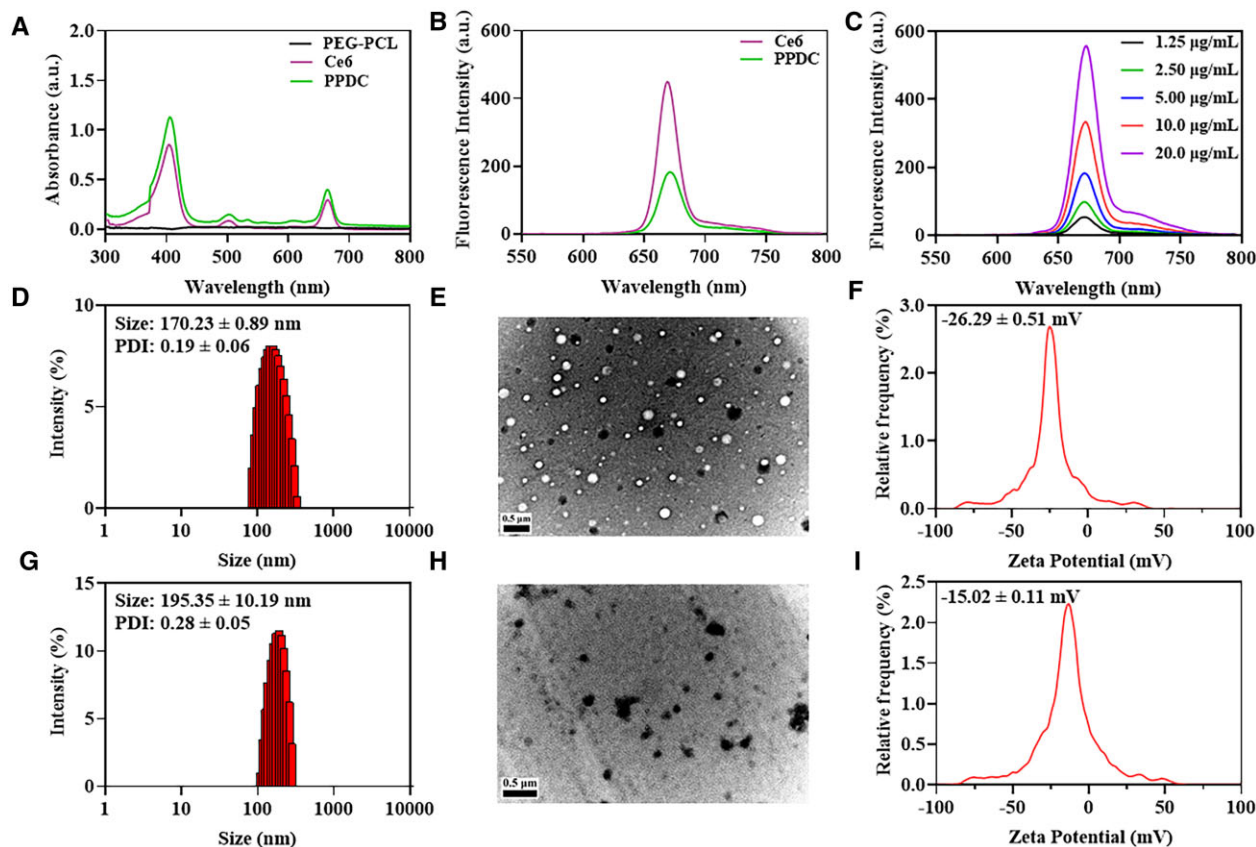 A
Absorbance (a.u.)
2.0
1.5
1.0
0.5
0.0
PEG-PCL
Ce6
PPDC
300 400 500 600 700 800
Wavelength (nm)
B
Fluorescence Intensity (a.u.)
600
400
200
0
Ce6
PPDC
550 600 650 700 750 800
Wavelength (nm)
C
Fluorescence Intensity (a.u.)
600
400
200
0
1.25 µg/mL
2.50 µg/mL
5.00 µg/mL
10.0 µg/mL
20.0 µg/mL
550 600 650 700 750 800
Wavelength (nm)
D
Intensity (%)
10
5
0
Size: 170.23 ± 0.89 nm
PDI: 0.19 ± 0.06
1 10 100 1000 10000
Size (nm)
E
0.5 µm
F
Relative frequency (%)
3.0
2.0
1.0
0.0
-26.29 ± 0.51 mV
-100 -50 0 50 100
Zeta Potential (mV)
G
Intensity (%)
15
10
5
0
Size: 195.35 ± 10.19 nm
PDI: 0.28 ± 0.05
1 10 100 1000 10000
Size (nm)
H
0.5 µm
I
Relative frequency (%)
2.5
2.0
1.5
1.0
0.5
0.0
-15.02 ± 0.11 mV
-100 -50 0 50 100
Zeta Potential (mV)